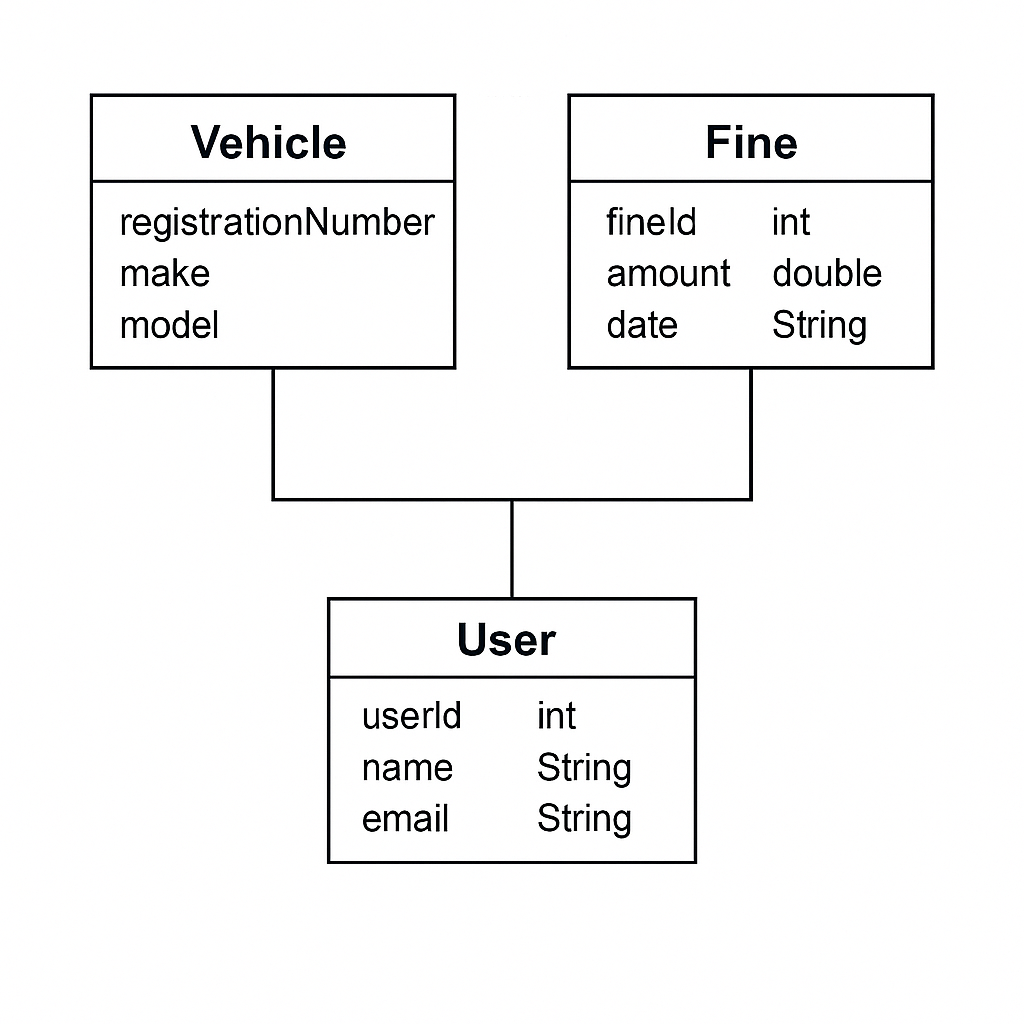 Vehicle
registrationNumber
make
model
Fine
fineId int
amount double
date String
User
userId int
name String
email String